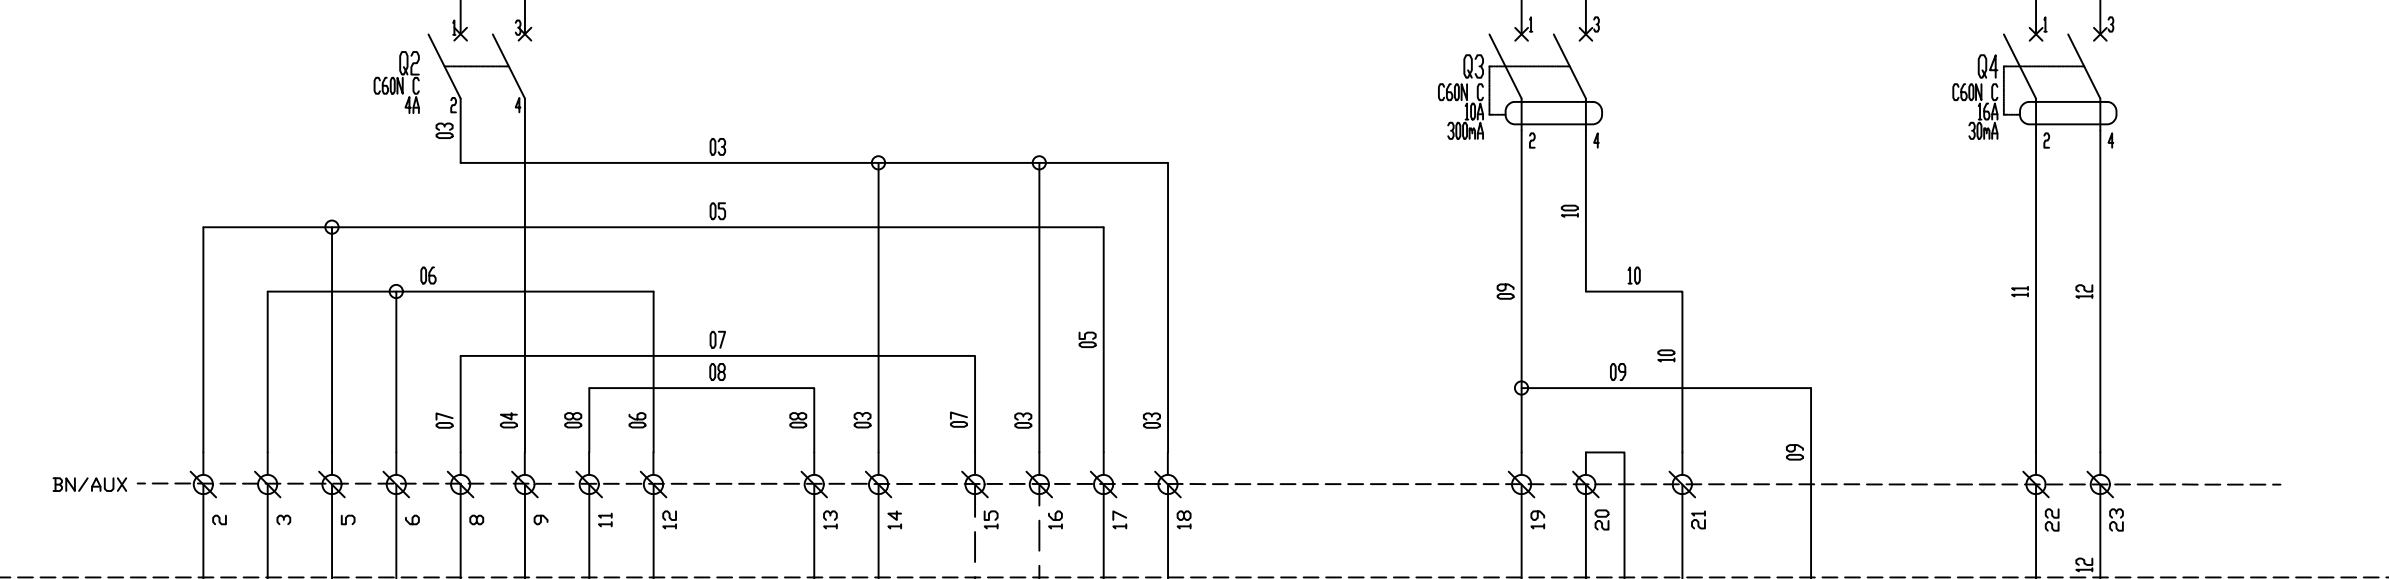 1 3 1 3 1 3
Q2 Q3 Q4
C60N C C60N C C60N C
4A 2 4 10A 16A
300mA 30mA
03 2 4 2 4
03
05 10
06 10
09 11 12
07 05 10
08 09
07 04 08 06 08 03 07 03 03 09
BN/AUX
2 3 5 6 8 9 11 12 13 14 15 16 17 18 19 20 21 22 23
12